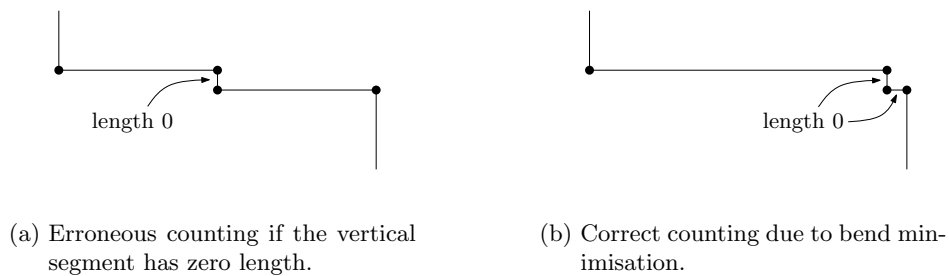 length 0
length 0
(a) Erroneous counting if the vertical
segment has zero length.
(b) Correct counting due to bend min-
imisation.